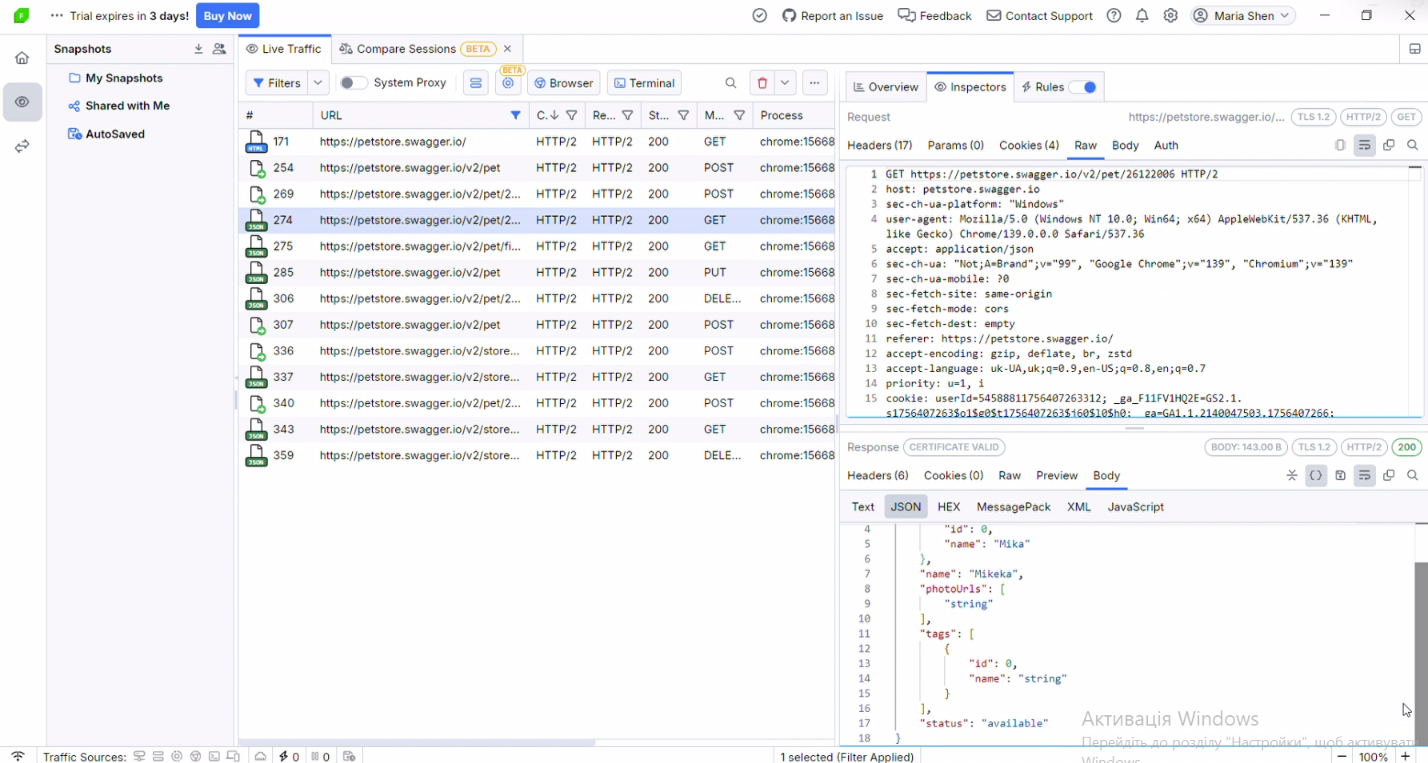 Trial expires in 3 days! Buy Now Report an Issue Feedback Contact Support Maria Shen
Snapshots
My Snapshots
Shared with Me
AutoSaved
Live Traffic Compare Sessions BETA
Filters System Proxy BETA Browser Terminal
# URL C... Re... St... M... Process
171 https://petstore.swagger.io/ HTTP/2 HTTP/2 200 GET chrome:15668
254 https://petstore.swagger.io/v2/pet HTTP/2 HTTP/2 200 POST chrome:15668
269 https://petstore.swagger.io/v2/pet/2... HTTP/2 HTTP/2 200 POST chrome:15668
274 https://petstore.swagger.io/v2/pet/2... HTTP/2 HTTP/2 200 GET chrome:15668
275 https://petstore.swagger.io/v2/pet/fi... HTTP/2 HTTP/2 200 GET chrome:15668
285 https://petstore.swagger.io/v2/pet HTTP/2 HTTP/2 200 PUT chrome:15668
306 https://petstore.swagger.io/v2/pet/2... HTTP/2 HTTP/2 200 DELE... chrome:15668
307 https://petstore.swagger.io/v2/pet HTTP/2 HTTP/2 200 POST chrome:15668
336 https://petstore.swagger.io/v2/store... HTTP/2 HTTP/2 200 POST chrome:15668
337 https://petstore.swagger.io/v2/store... HTTP/2 HTTP/2 200 GET chrome:15668
340 https://petstore.swagger.io/v2/pet/2... HTTP/2 HTTP/2 200 POST chrome:15668
343 https://petstore.swagger.io/v2/store... HTTP/2 HTTP/2 200 GET chrome:15668
359 https://petstore.swagger.io/v2/store... HTTP/2 HTTP/2 200 DELE... chrome:15668
Overview Inspectors Rules
Request https://petstore.swagger.io/... TLS 1.2 HTTP/2 GET
Headers (17) Params (0) Cookies (4) Raw Body Auth
1 GET https://petstore.swagger.io/v2/pet/26122006 HTTP/2
2 host: petstore.swagger.io
3 sec-ch-ua-platform: "Windows"
4 user-agent: Mozilla/5.0 (Windows NT 10.0; Win64; x64) AppleWebKit/537.36 (KHTML,
like Gecko) Chrome/139.0.0.0 Safari/537.36
5 accept: application/json
6 sec-ch-ua: "Not;A=Brand";v="99", "Google Chrome";v="139", "Chromium";v="139"
7 sec-ch-ua-mobile: ?0
8 sec-fetch-site: same-origin
9 sec-fetch-mode: cors
10 sec-fetch-dest: empty
11 referer: https://petstore.swagger.io/
12 accept-encoding: gzip, deflate, br, zstd
13 accept-language: uk-UA,uk;q=0.9,en-US;q=0.8,en;q=0.7
14 priority: u=1, i
15 cookie: userId=54588811756407263312; _ga_F11FV1HQ2E=GS2.1.
s1756407263$o1$g0$t1756407263$j60$l0$h0; _ga=GA1.1.2140047503.1756407266;
Response CERTIFICATE VALID BODY: 143.00 B TLS 1.2 HTTP/2 200
Headers (6) Cookies (0) Raw Preview Body
Text JSON HEX MessagePack XML JavaScript
4 "id": 0,
5 "name": "Mika"
6 },
7 "name": "Mikeka",
8 "photoUrls": [
9 "string"
10 ],
11 "tags": [
12 {
13 "id": 0,
14 "name": "string"
15 }
16 ],
17 "status": "available"
18 }
Активація Windows
Перейдіть до розділу "Настройки", щоб активувати
Windows.
Traffic Sources: 0 0 1 selected (Filter Applied) 100%